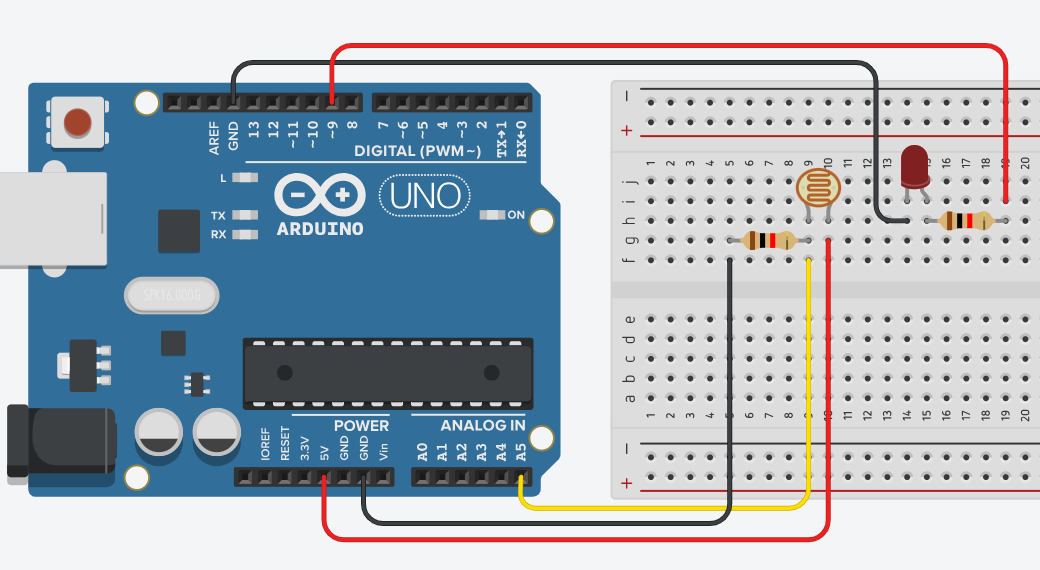 AREF
GND
13
12
~11
~10
~9
8
7
~6
~5
4
~3
2
TX→1
RX←0
DIGITAL (PWM ~)
L
TX
RX
ARDUINO
UNO
ON
SPK16.000G
IOREF
RESET
3.3V
5V
GND
GND
Vin
POWER
ANALOG IN
A0
A1
A2
A3
A4
A5
−
+
1 2 3 4 5 6 7 8 9 10 11 12 13 15 16 17 18 19 20
j
i
h
g
f
e
d
c
b
a
1 2 3 4 5 6 7 8 9 10 11 12 13 14 15 16 17 18 19 20
−
+